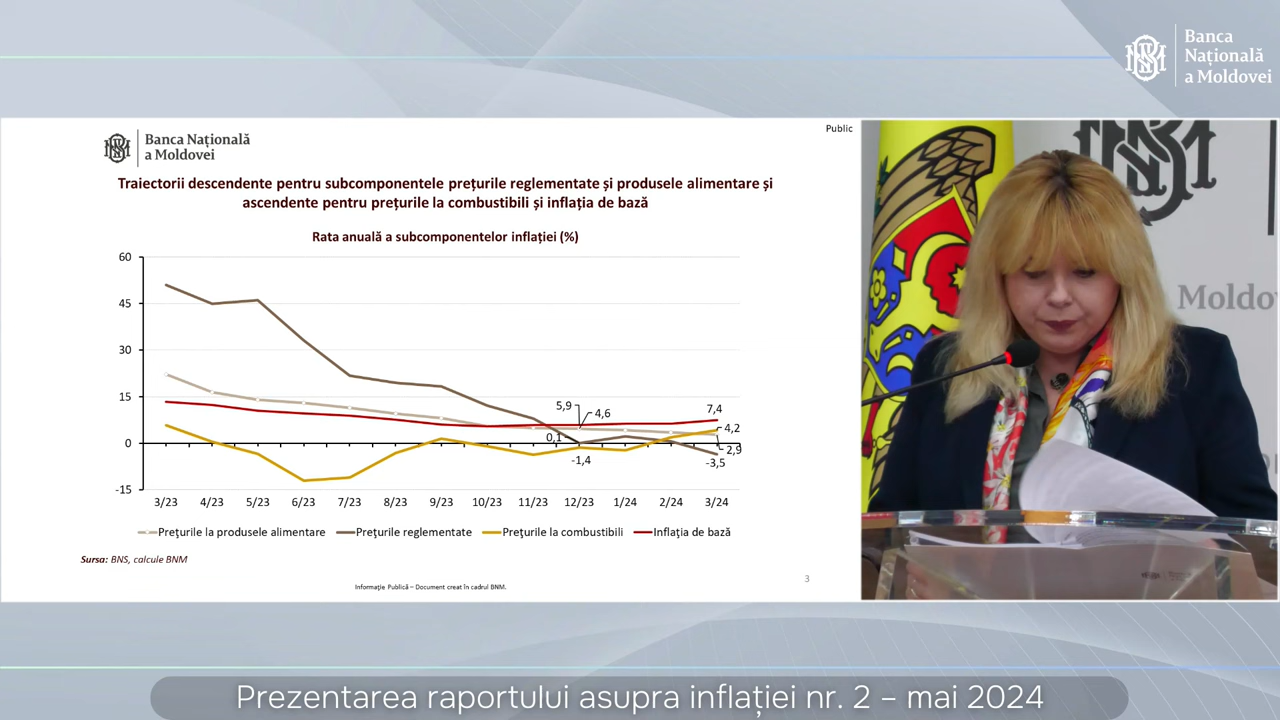 Banca
Națională
a Moldovei
Public
Banca Națională
a Moldovei
Traiectorii descendente pentru subcomponentele prețurile reglementate și produsele alimentare și
ascendente pentru prețurile la combustibili și inflația de bază
Rata anuală a subcomponentelor inflației (%)
60
45
30
15
0
-15
5,9
4,6
0,1
-1,4
7,4
4,2
2,9
-3,5
3/23 4/23 5/23 6/23 7/23 8/23 9/23 10/23 11/23 12/23 1/24 2/24 3/24
Prețurile la produsele alimentare Prețurile reglementate Prețurile la combustibili Inflația de bază
Sursa: BNS, calcule BNM
3
Informație Publică – Document creat în cadrul BNM.
Moldo
Prezentarea raportului asupra inflației nr. 2 – mai 2024